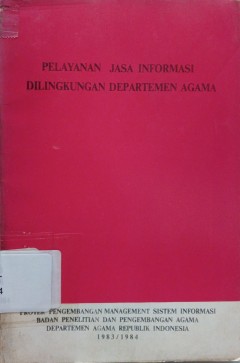 PELAYANAN JASA INFORMASI
DILINGKUNGAN DEPARTEMEN AGAMA
PROYEK PENGEMBANGAN MANAGEMENT SISTEM INFORMASI
BADAN PENELITIAN DAN PENGEMBANGAN AGAMA
DEPARTEMEN AGAMA REPUBLIK INDONESIA
1983/1984